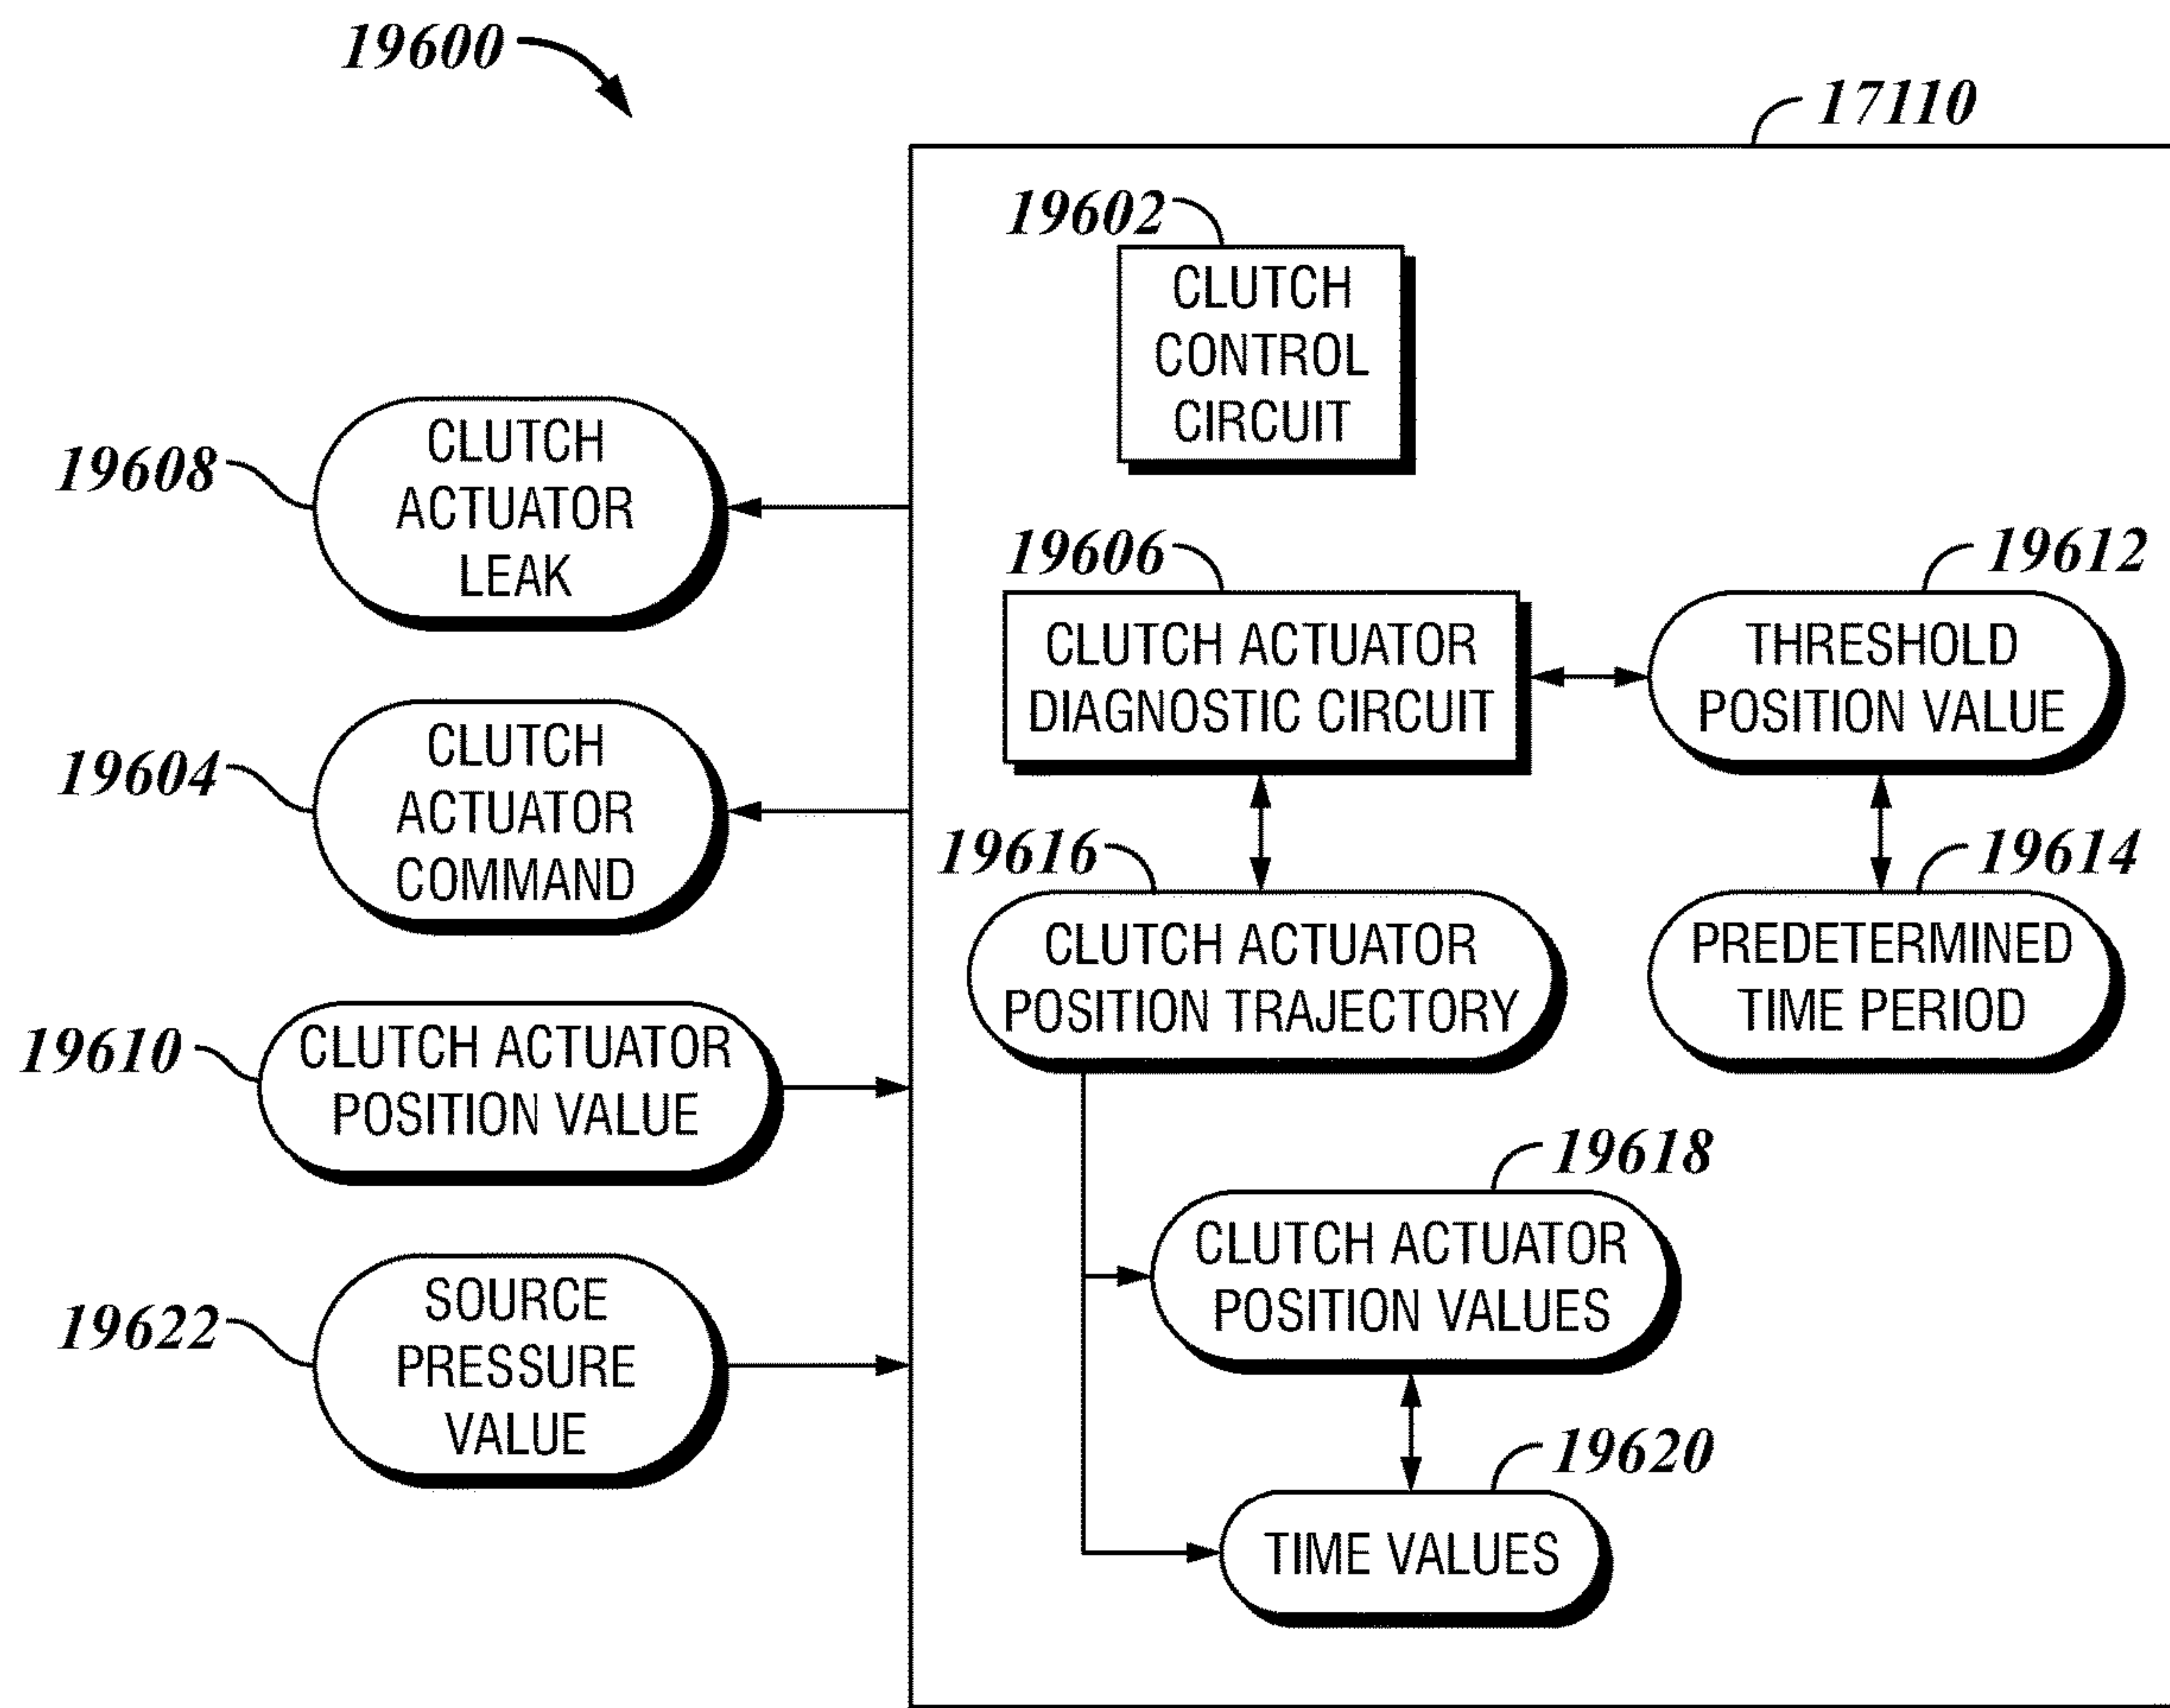 19600
17110
19602
CLUTCH
CONTROL
CIRCUIT
19608
CLUTCH
ACTUATOR
LEAK
19606
CLUTCH ACTUATOR
DIAGNOSTIC CIRCUIT
19612
THRESHOLD
POSITION VALUE
19604
CLUTCH
ACTUATOR
COMMAND
19616
CLUTCH ACTUATOR
POSITION TRAJECTORY
19614
PREDETERMINED
TIME PERIOD
19610
CLUTCH ACTUATOR
POSITION VALUE
19618
CLUTCH ACTUATOR
POSITION VALUES
19622
SOURCE
PRESSURE
VALUE
19620
TIME VALUES